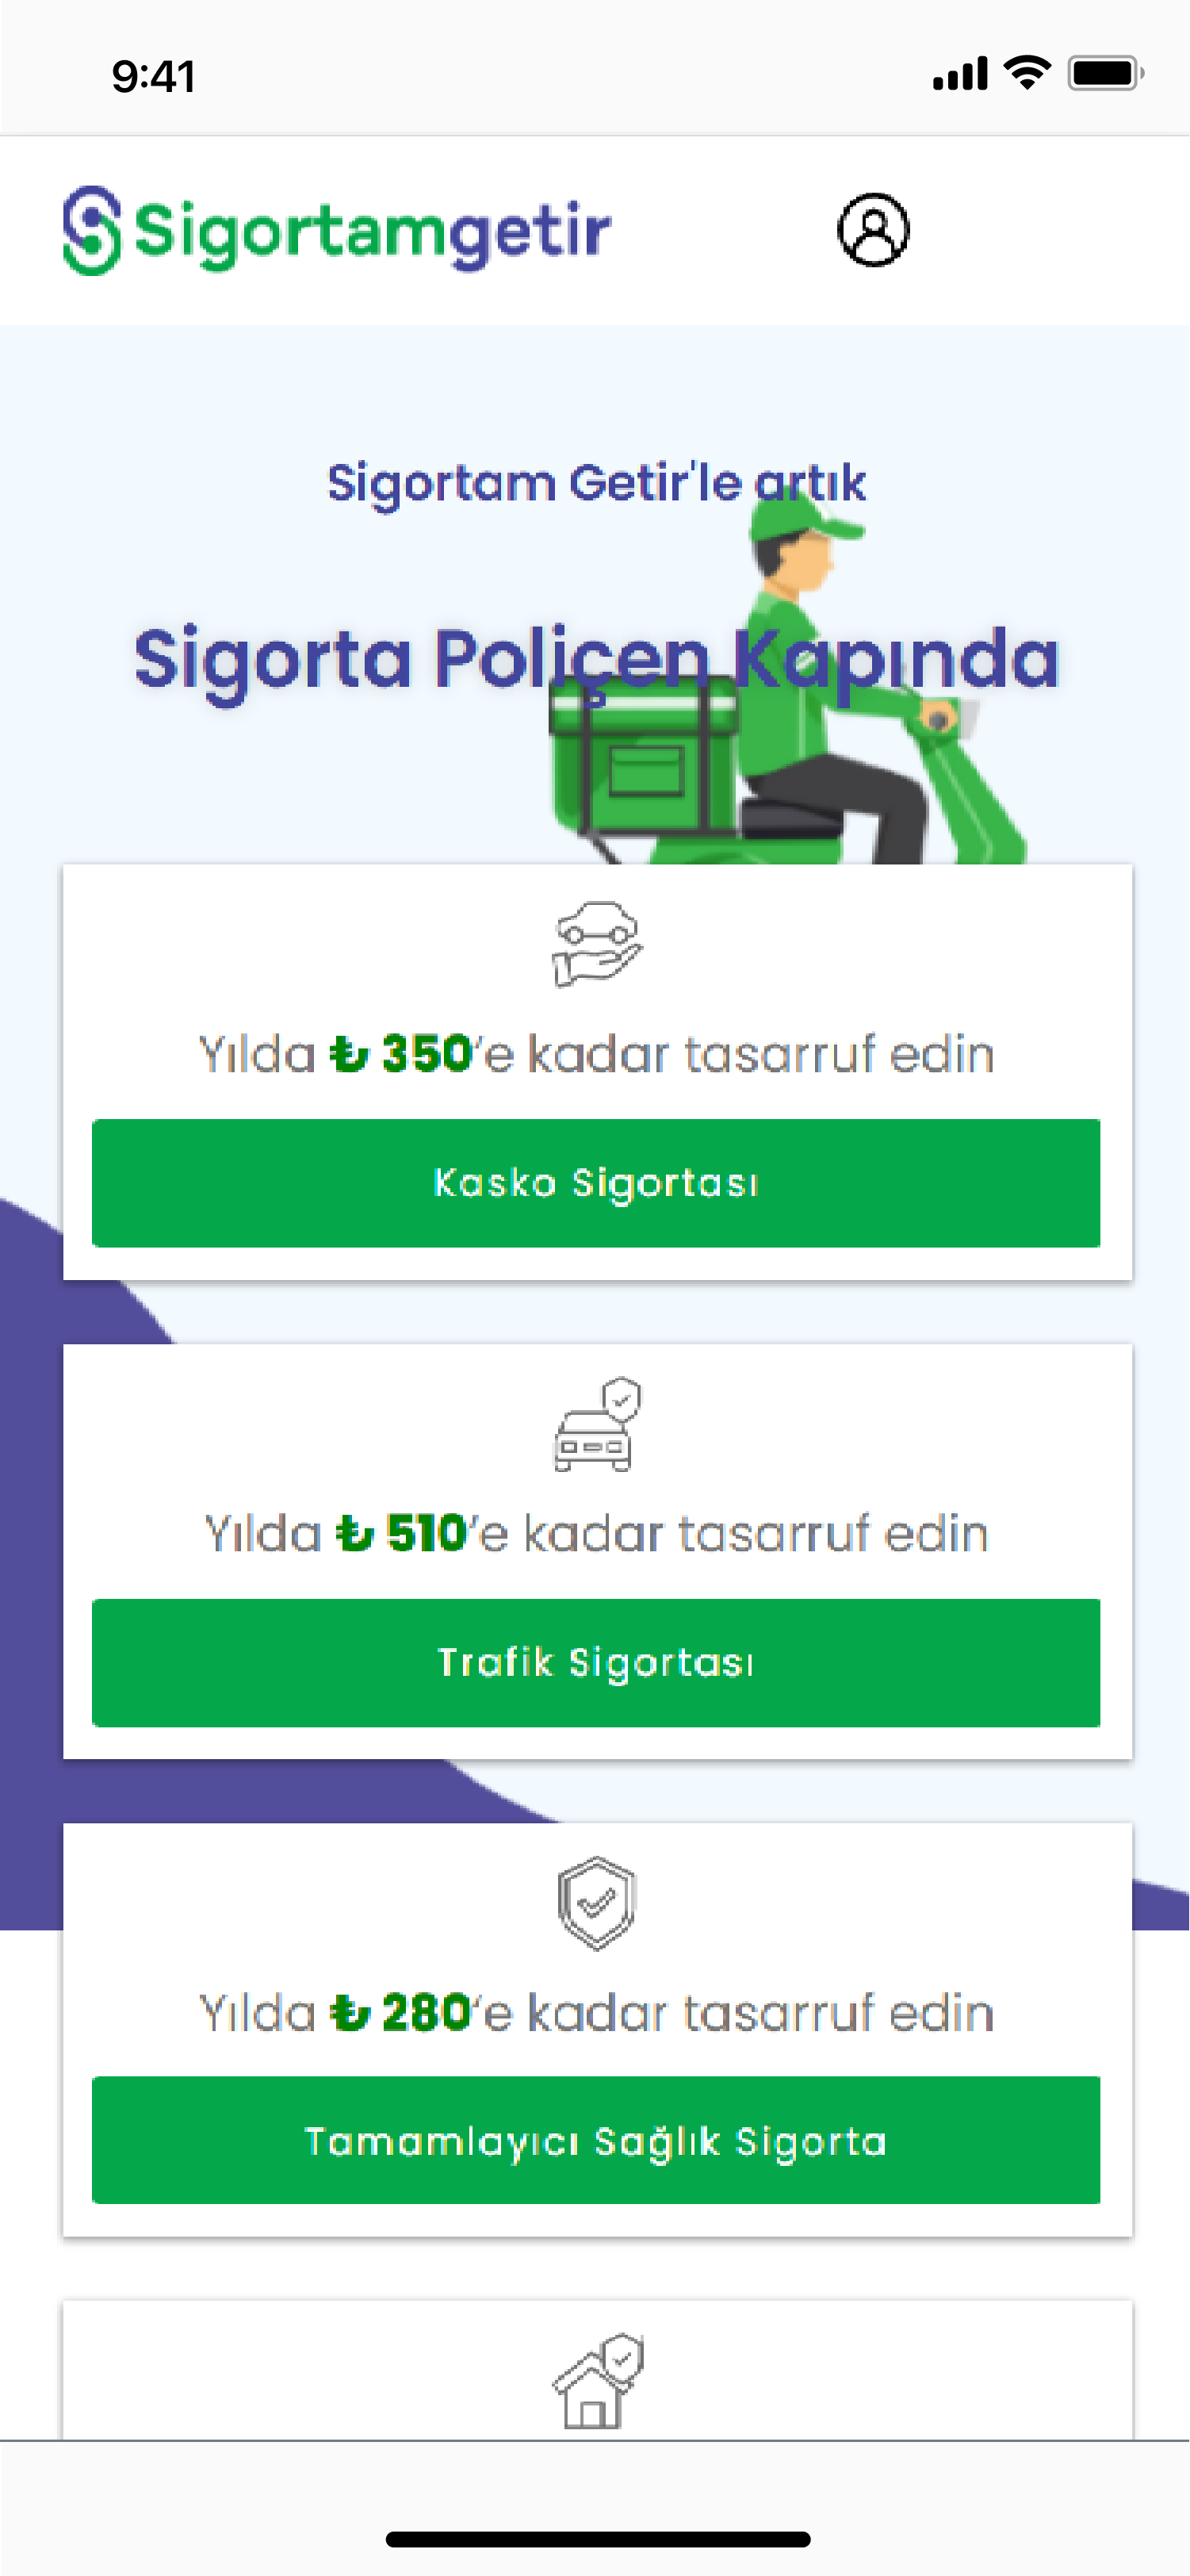 9:41
Sigortamgetir
Sigortam Getir'le artık
Sigorta Poliçen Kapında
Yılda ₺ 350'e kadar tasarruf edin
Kasko Sigortası
Yılda ₺ 510'e kadar tasarruf edin
Trafik Sigortası
Yılda ₺ 280'e kadar tasarruf edin
Tamamlayıcı Sağlık Sigorta